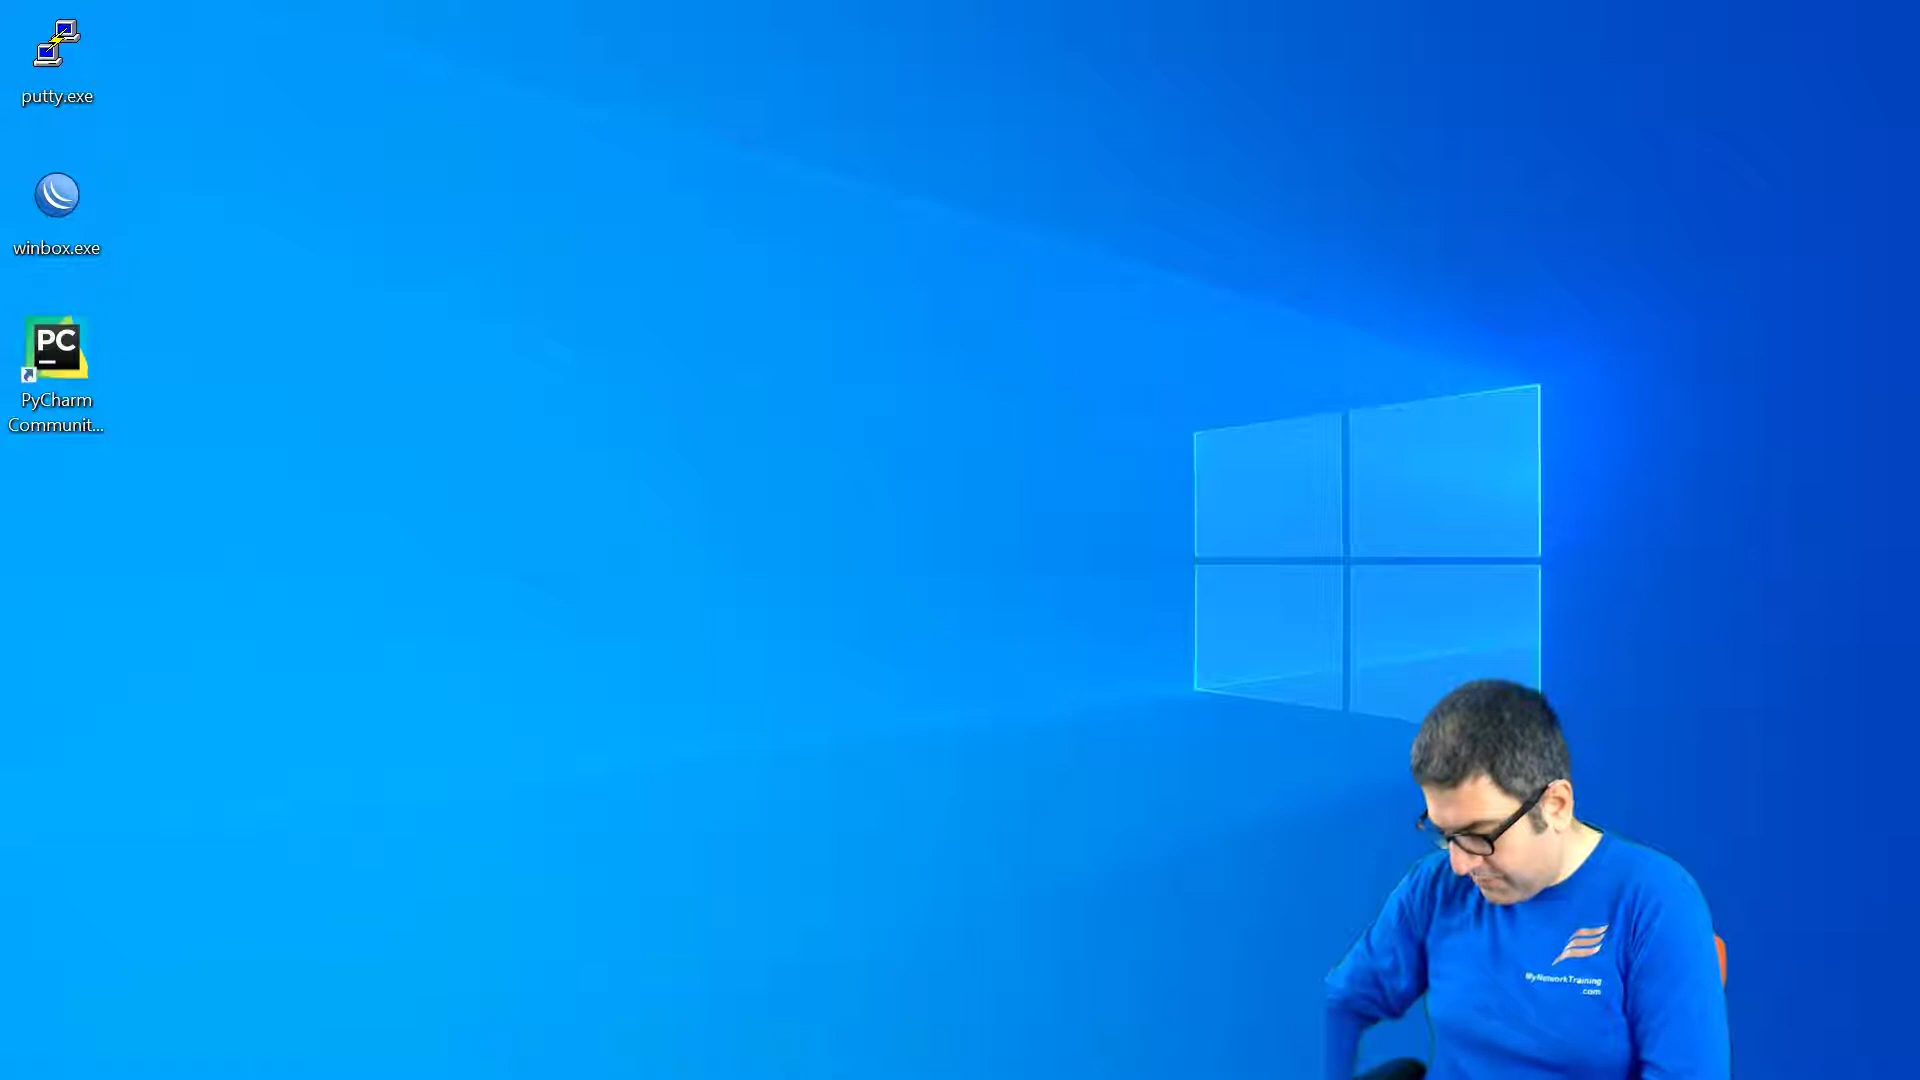 putty.exe
winbox.exe
PC
PyCharm
Communit...
MyNetworkTraining
.com